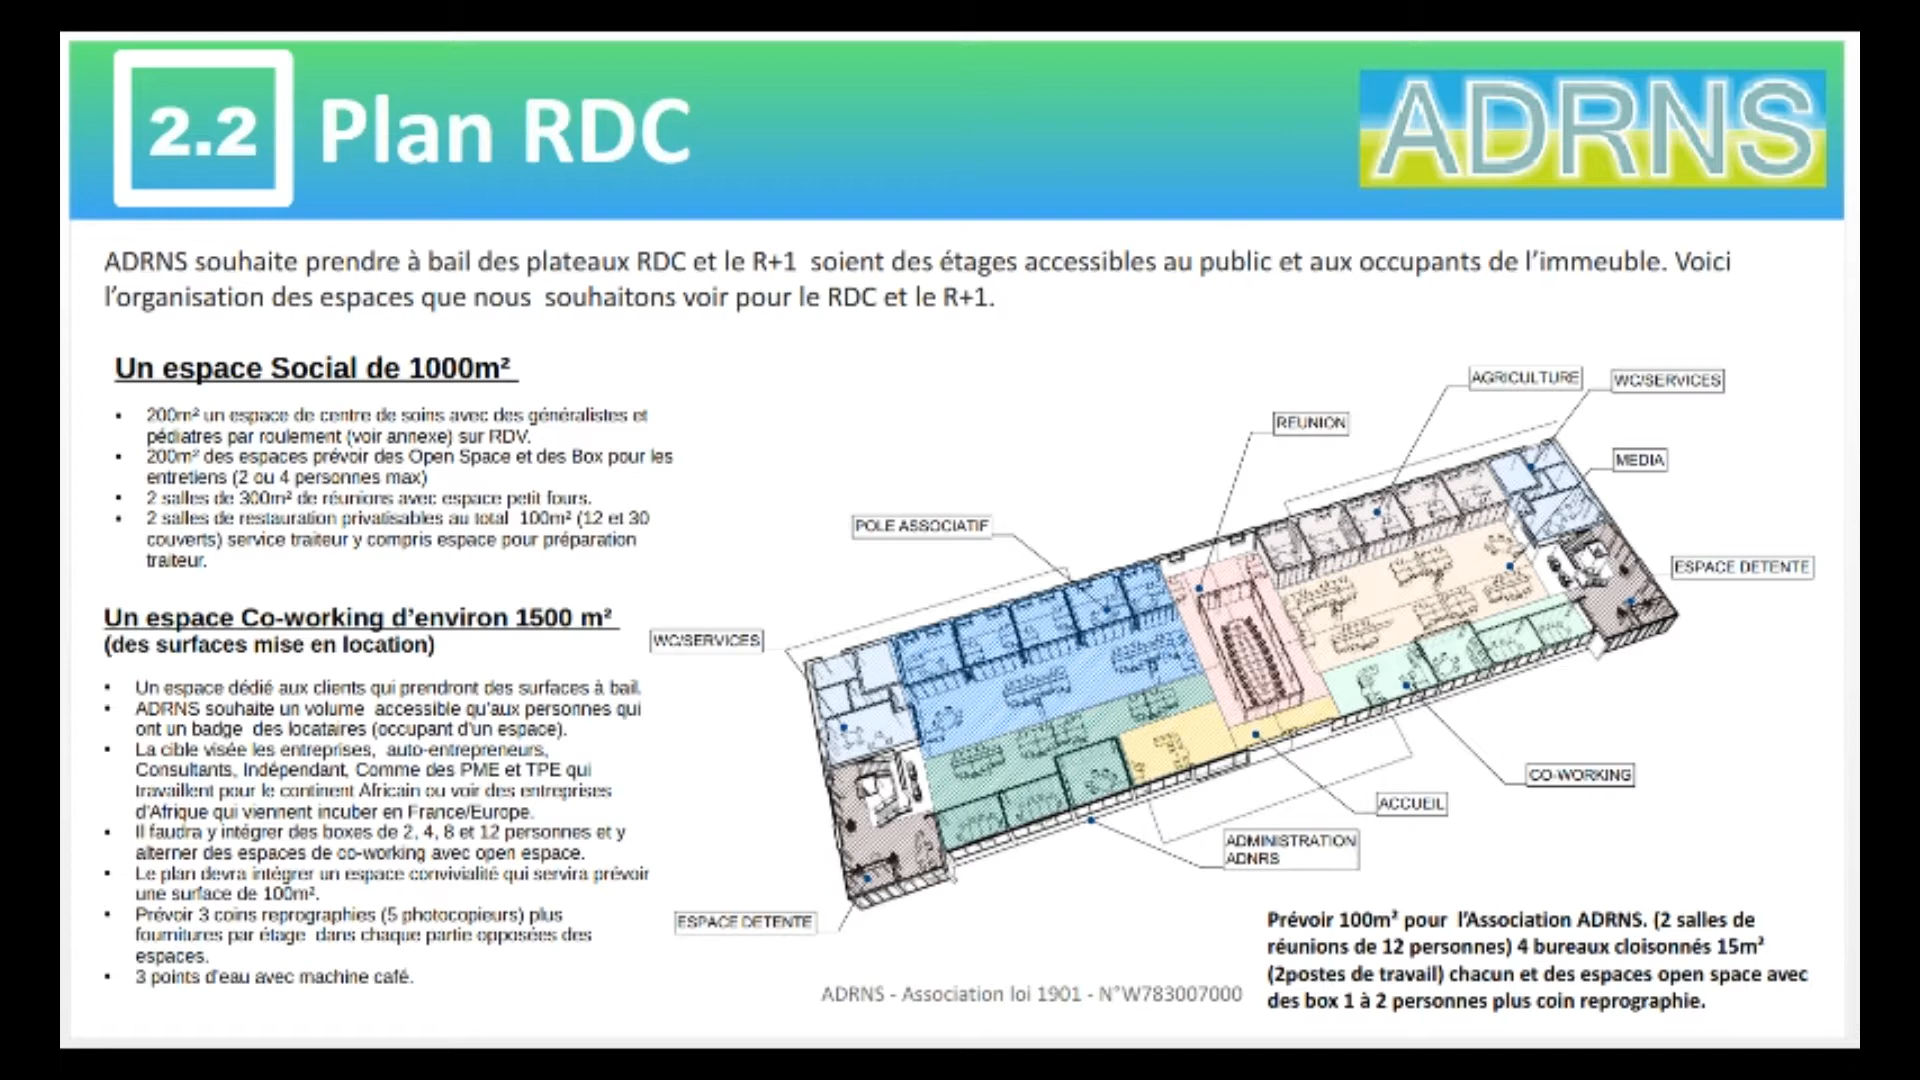 2.2 Plan RDC
ADRNS
ADRNS souhaite prendre à bail des plateaux RDC et le R+1 soient des étages accessibles au public et aux occupants de l'immeuble. Voici
l'organisation des espaces que nous souhaitons voir pour le RDC et le R+1.
Un espace Social de 1000m²
• 200m² un espace de centre de soins avec des généralistes et
pédiatres par roulement (voir annexe) sur RDV.
• 200m² des espaces prévoir des Open Space et des Box pour les
entretiens (2 ou 4 personnes max)
• 2 salles de 300m² de réunions avec espace petit fours.
• 2 salles de restauration privatisables au total 100m² (12 et 30
couverts) service traiteur y compris espace pour préparation
traiteur.
Un espace Co-working d'environ 1500 m²
(des surfaces mise en location)
• Un espace dédié aux clients qui prendront des surfaces à bail.
• ADRNS souhaite un volume accessible qu'aux personnes qui
ont un badge des locataires (occupant d'un espace).
• La cible visée les entreprises, auto-entrepreneurs,
Consultants, Indépendant, Comme des PME et TPE qui
travaillent pour le continent Africain ou voir des entreprises
d'Afrique qui viennent incuber en France/Europe.
• Il faudra y intégrer des boxes de 2, 4, 8 et 12 personnes et y
alterner des espaces de co-working avec open espace.
• Le plan devra intégrer un espace convivialité qui servira prévoir
une surface de 100m².
• Prévoir 3 coins reprographies (5 photocopieurs) plus
fournitures par étage dans chaque partie opposées des
espaces.
• 3 points d'eau avec machine café.
AGRICULTURE
WC/SERVICES
REUNION
MEDIA
POLE ASSOCIATIF
ESPACE DETENTE
WC/SERVICES
CO-WORKING
ACCUEIL
ADMINISTRATION
ADNRS
ESPACE DETENTE
Prévoir 100m² pour l'Association ADRNS. (2 salles de
réunions de 12 personnes) 4 bureaux cloisonnés 15m²
(2postes de travail) chacun et des espaces open space avec
des box 1 à 2 personnes plus coin reprographie.
ADRNS - Association loi 1901 - N°W783007000